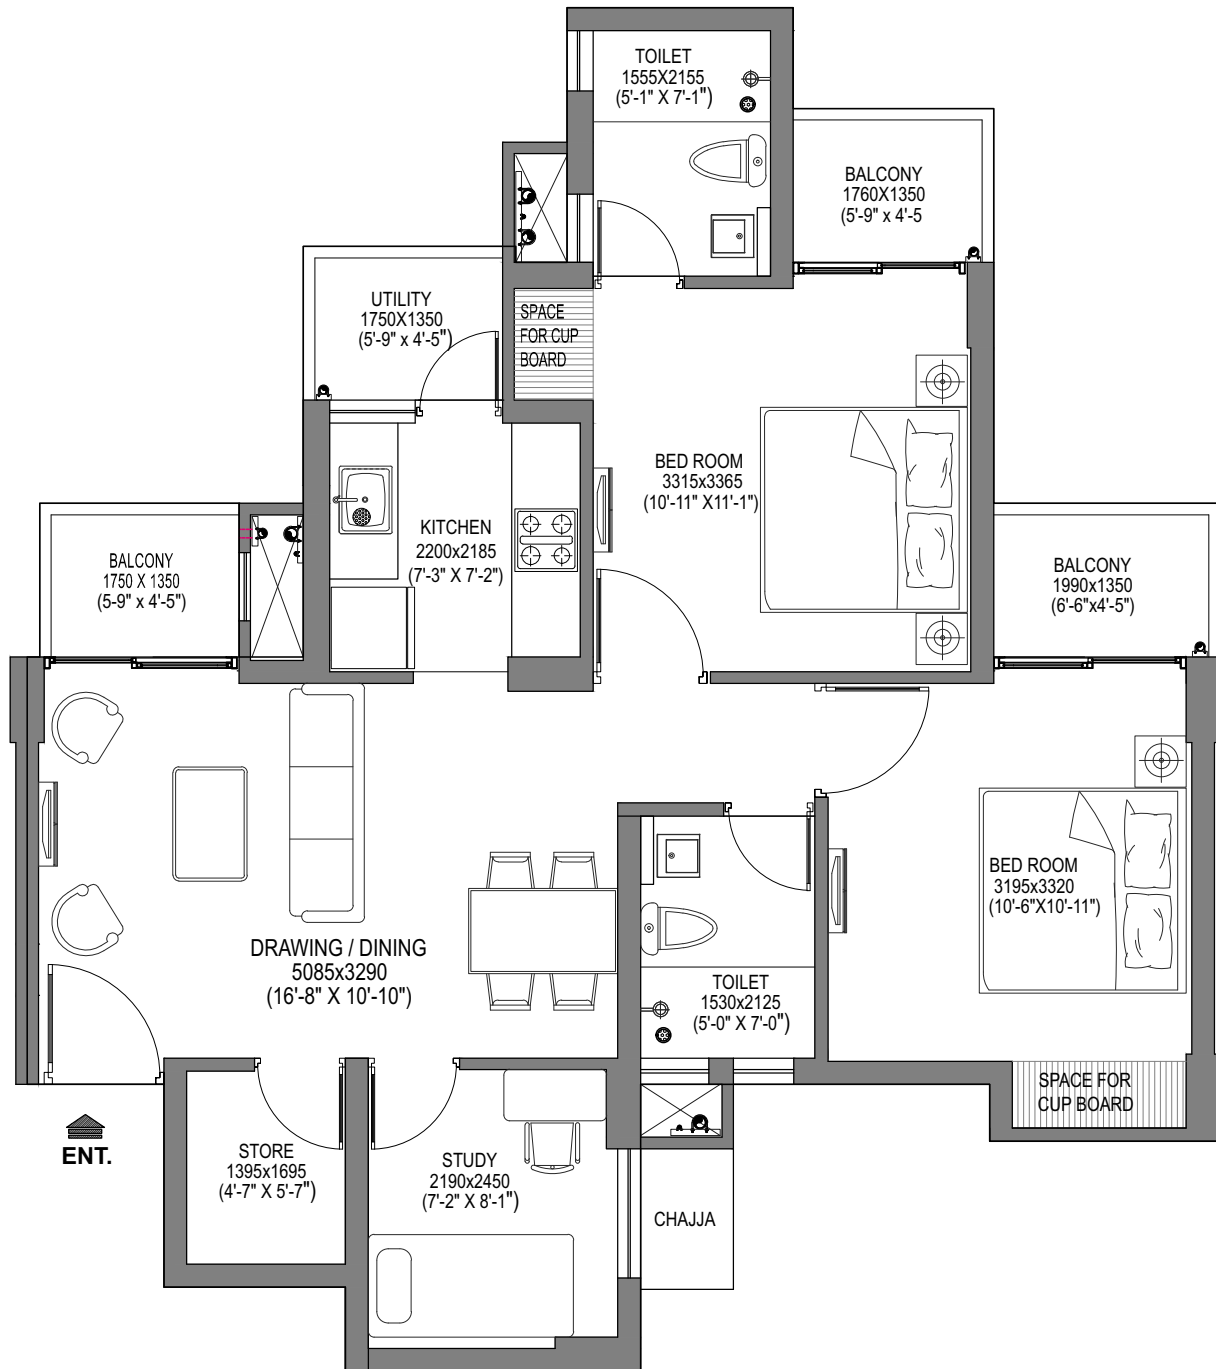 TOILET
1555X2155
(5'-1" X 7'-1")
BALCONY
1760X1350
(5'-9" x 4'-5
UTILITY
1750X1350
(5'-9" x 4'-5")
SPACE
FOR CUP
BOARD
BED ROOM
3315x3365
(10'-11" X11'-1")
KITCHEN
2200x2185
(7'-3" X 7'-2")
BALCONY
1750 X 1350
(5-9" x 4'-5")
BALCONY
1990x1350
(6'-6"x4'-5")
BED ROOM
3195x3320
(10'-6"X10'-11")
DRAWING / DINING
5085x3290
(16'-8" X 10'-10")
TOILET
1530x2125
(5'-0" X 7'-0")
SPACE FOR
CUP BOARD
ENT.
STORE
1395x1695
(4'-7" X 5'-7")
STUDY
2190x2450
(7'-2" X 8'-1")
CHAJJA